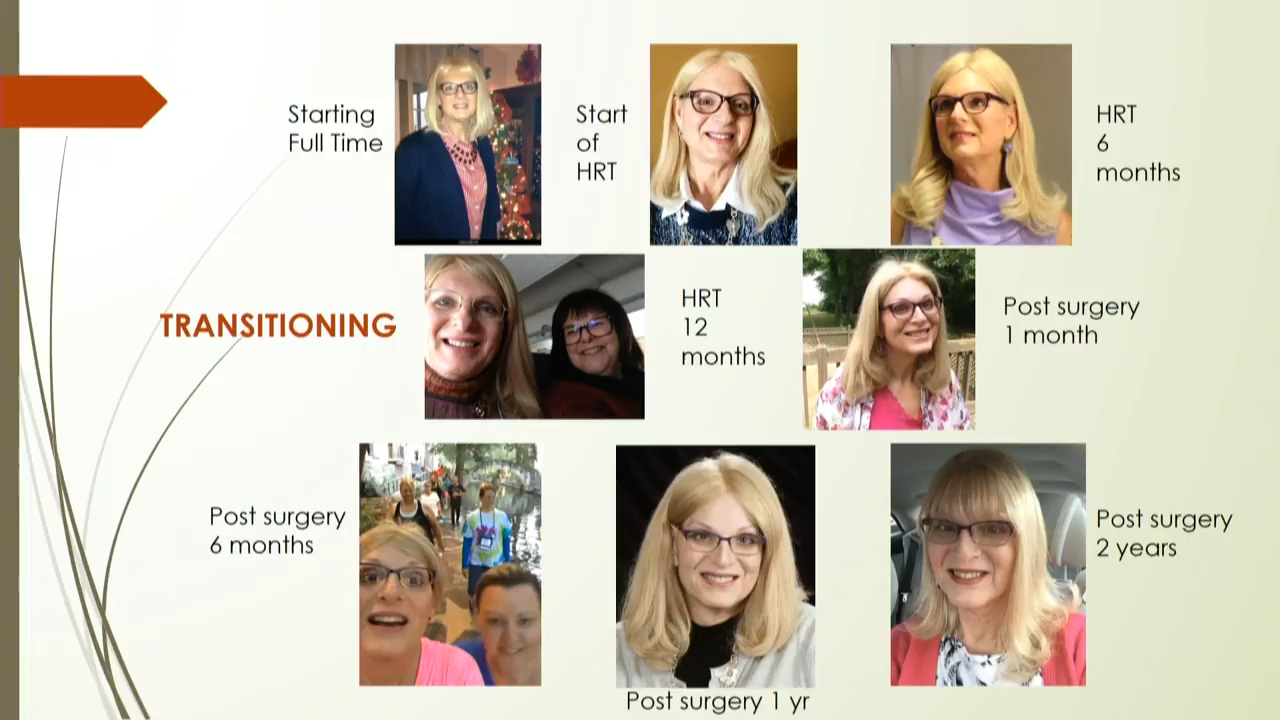 Starting
Full Time
Start
of
HRT
HRT
6
months
TRANSITIONING
HRT
12
months
Post surgery
1 month
Post surgery
6 months
Post surgery 1 yr
Post surgery
2 years